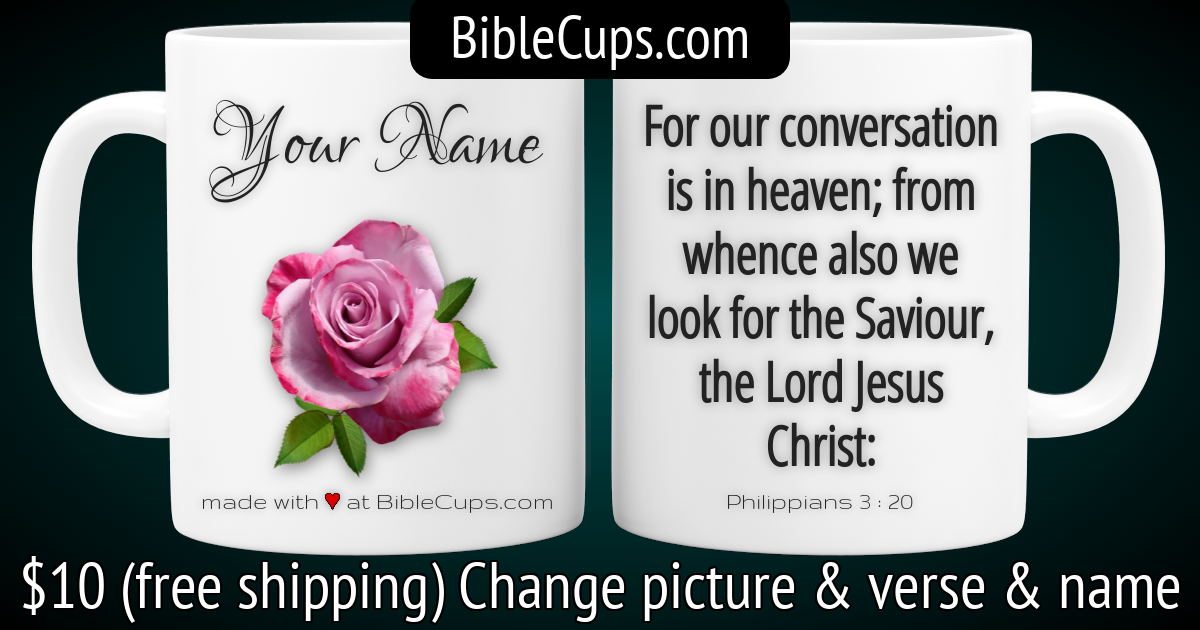 BibleCups.com
Your Name
made with ♥ at BibleCups.com
For our conversation
is in heaven; from
whence also we
look for the Saviour,
the Lord Jesus
Christ:
Philippians 3 : 20
$10 (free shipping) Change picture & verse & name